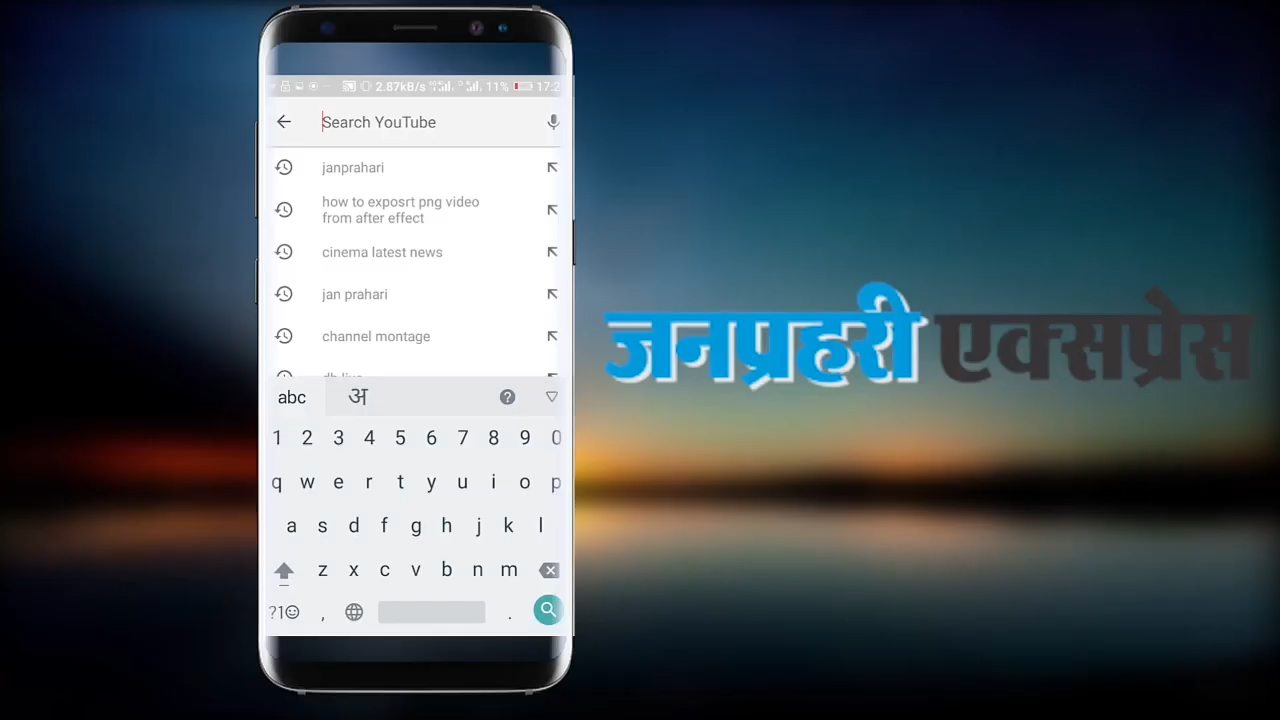 2.87kB/s 11% 17:2
Search YouTube
janprahari
how to exposrt png video
from after effect
cinema latest news
jan prahari
channel montage
abc अ ?
1 2 3 4 5 6 7 8 9 0
q w e r t y u i o p
a s d f g h j k l
z x c v b n m
?1☺ , .
जनप्रहरी एक्सप्रेस